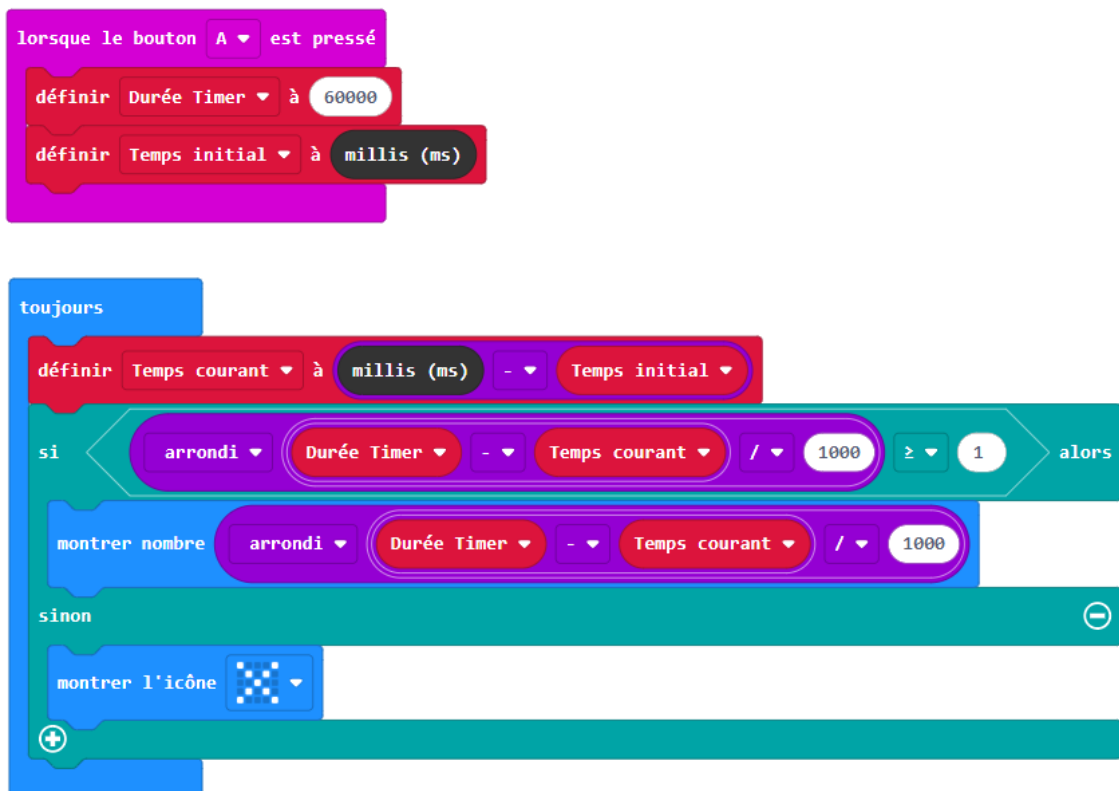 lorsque le bouton A est pressé
définir Durée Timer à 60000
définir Temps initial à millis (ms)
toujours
définir Temps courant à millis (ms) - Temps initial
si arrondi Durée Timer - Temps courant / 1000 ≥ 1 alors
montrer nombre arrondi Durée Timer - Temps courant / 1000
sinon
montrer l'icône